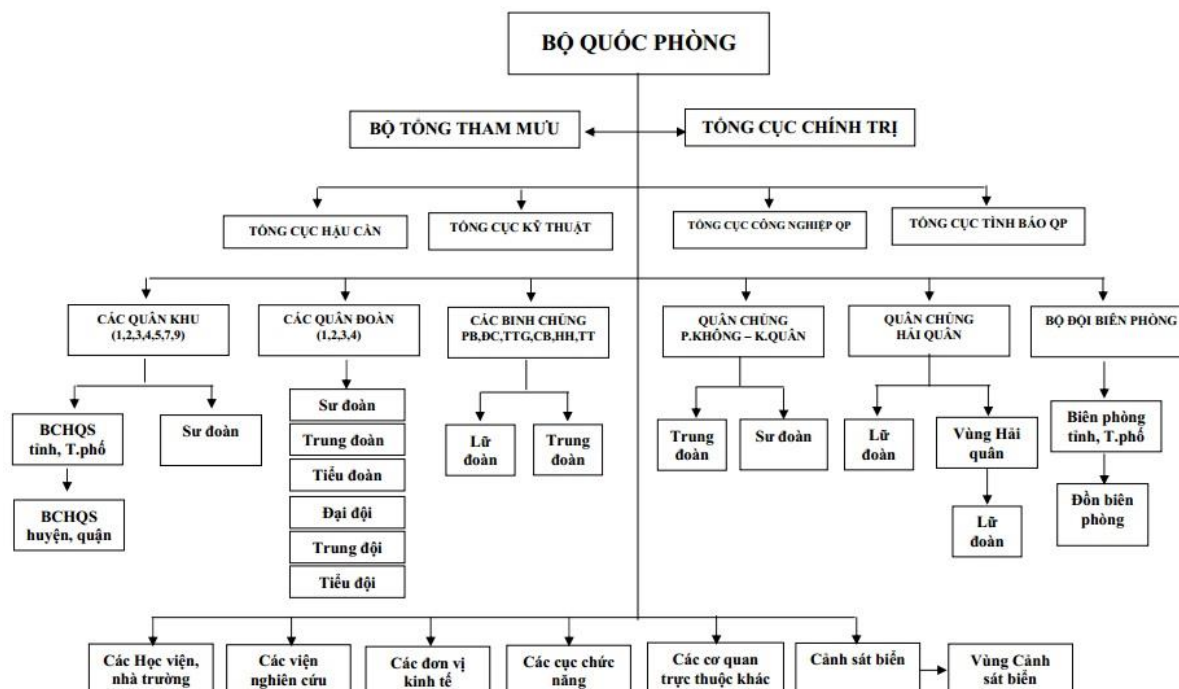 BỘ QUỐC PHÒNG
BỘ TỔNG THAM MƯU
TỔNG CỤC CHÍNH TRỊ
TỔNG CỤC HẬU CẦN
TỔNG CỤC KỸ THUẬT
TỔNG CỤC CÔNG NGHIỆP QP
TỔNG CỤC TÌNH BÁO QP
CÁC QUÂN KHU
(1,2,3,4,5,7,9)
CÁC QUÂN ĐOÀN
(1,2,3,4)
CÁC BINH CHỦNG
PB,ĐC,TTG,CB,HH,TT
QUÂN CHỦNG
P.KHÔNG – K.QUÂN
QUÂN CHỦNG
HẢI QUÂN
BỘ ĐỘI BIÊN PHÒNG
BCHQS
tỉnh, T.phố
Sư đoàn
BCHQS
huyện, quận
Sư đoàn
Trung đoàn
Tiểu đoàn
Đại đội
Trung đội
Tiểu đội
Lữ
đoàn
Trung
đoàn
Trung
đoàn
Sư đoàn
Lữ
đoàn
Vùng Hải
quân
Lữ
đoàn
Biên phòng
tỉnh, T.phố
Đồn biên
phòng
Các Học viện,
nhà trường
Các viện
nghiên cứu
Các đơn vị
kinh tế
Các cục chức
năng
Các cơ quan
trực thuộc khác
Cảnh sát biển
Vùng Cảnh
sát biển